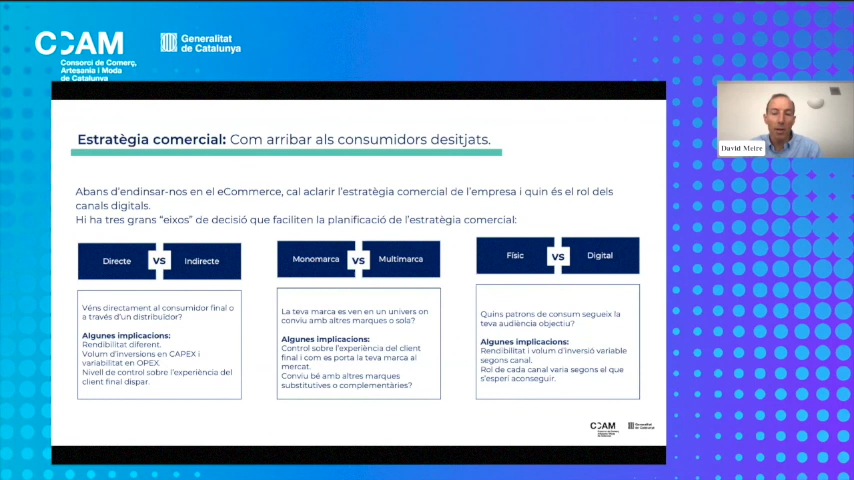 CCAM
Consorci de Comerç,
Artesania i Moda
de Catalunya
Generalitat
de Catalunya
David Meire
Estratègia comercial: Com arribar als consumidors desitjats.
Abans d'endinsar-nos en el eCommerce, cal aclarir l'estratègia comercial de l'empresa i quin és el rol dels
canals digitals.
Hi ha tres grans "eixos" de decisió que faciliten la planificació de l'estratègia comercial:
Directe VS Indirecte
Véns directament al consumidor final o
a través d'un distribuïdor?
Algunes implicacions:
Rendibilitat diferent.
Volum d'inversions en CAPEX i
variabilitat en OPEX.
Nivell de control sobre l'experiència del
client final dispar.
Monomarca VS Multimarca
La teva marca es ven en un univers on
conviu amb altres marques o sola?
Algunes implicacions:
Control sobre l'experiència del client
final i com es porta la teva marca al
mercat.
Conviu bé amb altres marques
substitutives o complementàries?
Físic VS Digital
Quins patrons de consum segueix la
teva audiència objectiu?
Algunes implicacions:
Rendibilitat i volum d'inversió variable
segons canal.
Rol de cada canal varia segons el que
s'esperi aconseguir.
CCAM
Generalitat
de Catalunya